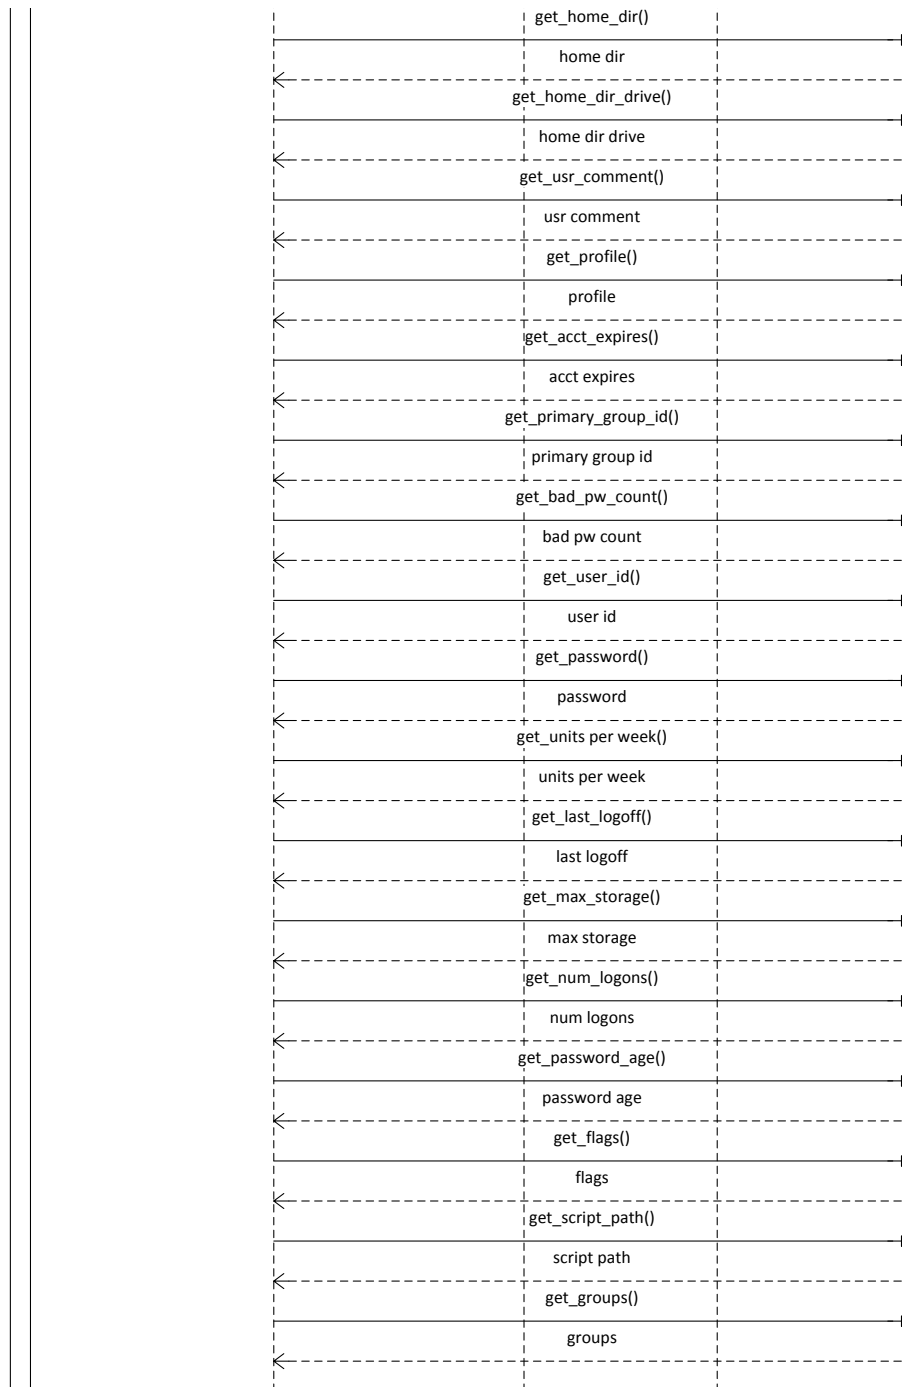 get_home_dir()
home dir
get_home_dir_drive()
home dir drive
get_usr_comment()
usr comment
get_profile()
profile
get_acct_expires()
acct expires
get_primary_group_id()
primary group id
get_bad_pw_count()
bad pw count
get_user_id()
user id
get_password()
password
get_units per week()
units per week
get_last_logoff()
last logoff
get_max_storage()
max storage
get_num_logons()
num logons
get_password_age()
password age
get_flags()
flags
get_script_path()
script path
get_groups()
groups